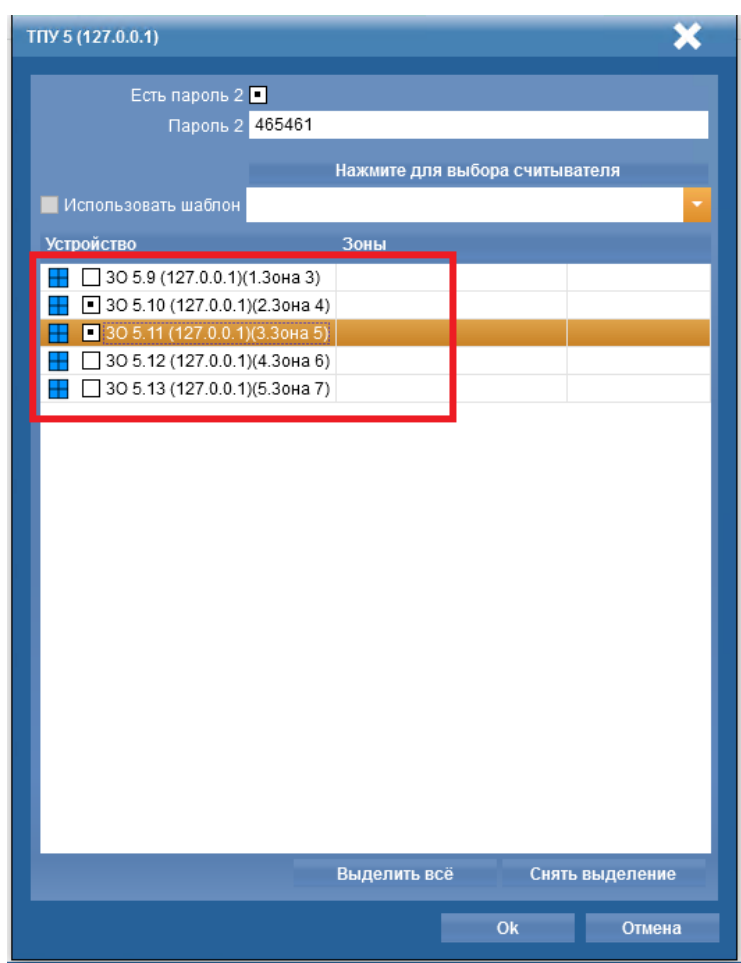 ТПУ 5 (127.0.0.1)
Есть пароль 2
Пароль 2 465461
Нажмите для выбора считывателя
Использовать шаблон
Устройство Зоны
ЗО 5.9 (127.0.0.1)(1.Зона 3)
ЗО 5.10 (127.0.0.1)(2.Зона 4)
ЗО 5.11 (127.0.0.1)(3.Зона 5)
ЗО 5.12 (127.0.0.1)(4.Зона 6)
ЗО 5.13 (127.0.0.1)(5.Зона 7)
Выделить всё Снять выделение
Ok Отмена